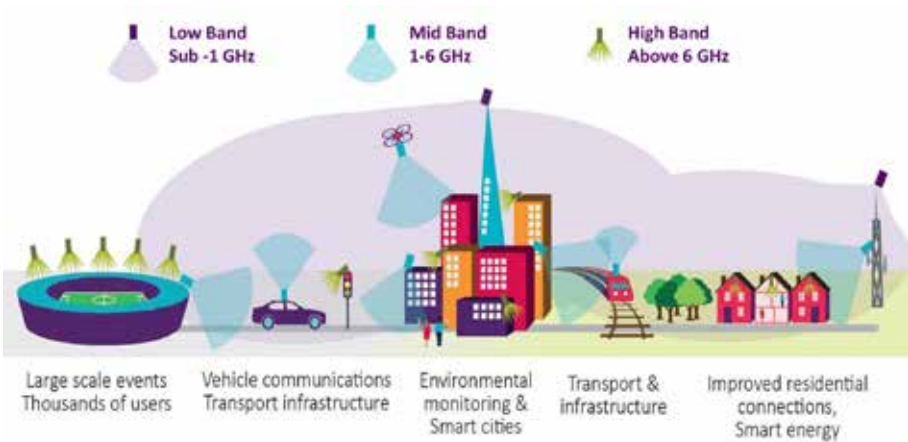 Low Band
Sub -1 GHz
Mid Band
1-6 GHz
High Band
Above 6 GHz
Large scale events
Thousands of users
Vehicle communications
Transport infrastructure
Environmental
monitoring &
Smart cities
Transport &
infrastructure
Improved residential
connections,
Smart energy